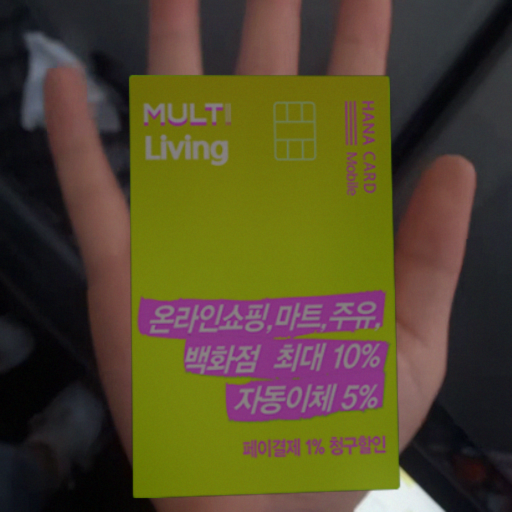 MULTI
Living
HANA CARD
Mobile
온라인쇼핑,마트,주유,
백화점 최대 10%
자동이체 5%
페이결제 1% 청구할인